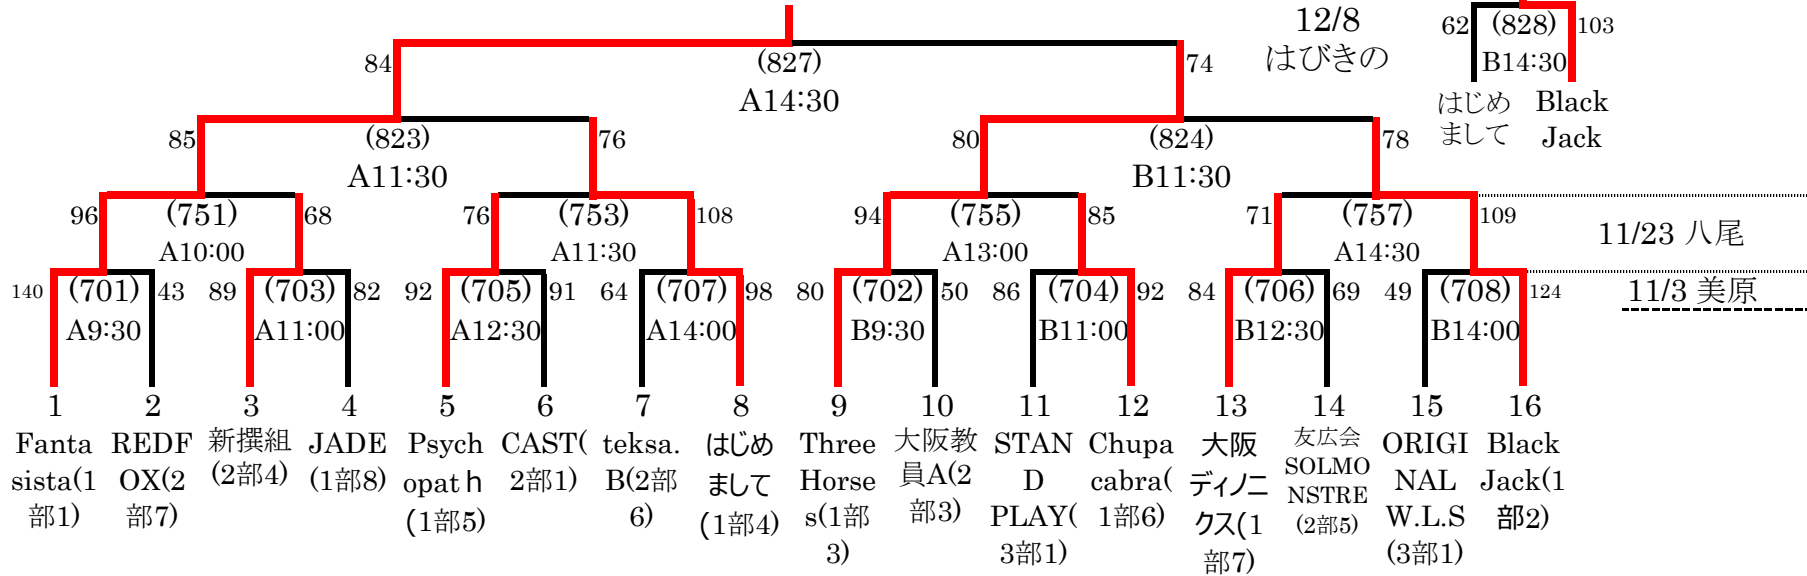 12/8
はびきの
62 (828) 103
B14:30
はじめ
まして
Black
Jack
84 (827) 74
A14:30
85 (823) 76
A11:30
80 (824) 78
B11:30
96 (751) 68
A10:00
76 (753) 108
A11:30
94 (755) 85
A13:00
71 (757) 109
A14:30
11/23 八尾
140 (701) 43
A9:30
89 (703) 82
A11:00
92 (705) 91
A12:30
64 (707) 98
A14:00
80 (702) 50
B9:30
86 (704) 92
B11:00
84 (706) 69
B12:30
49 (708) 124
B14:00
11/3 美原
1
Fanta
sista(1
部1)
2
REDF
OX(2
部7)
3
新撰組
(2部4)
4
JADE
(1部8)
5
Psych
opath
(1部5)
6
CAST(
2部1)
7
teksa.
B(2部
6)
8
はじめ
まして
(1部4)
9
Three
Horse
s(1部
3)
10
大阪教
員A(2
部3)
11
STAN
D
PLAY(
3部1)
12
Chupa
cabra(
1部6)
13
大阪
ディノニ
クス(1
部7)
14
友広会
SOLMO
NSTRE
(2部5)
15
ORIGI
NAL
W.L.S
(3部1)
16
Black
Jack(1
部2)